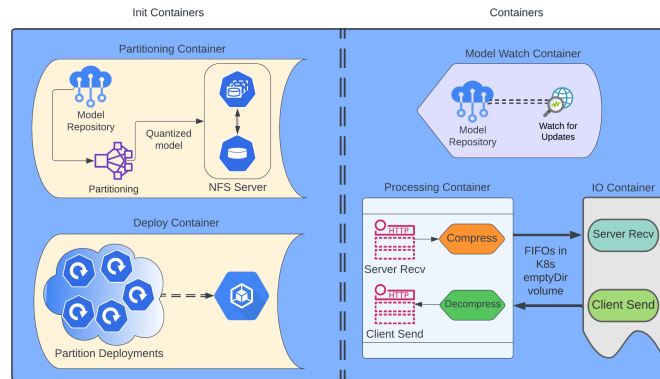 Init Containers
Containers
Partitioning Container
Model
Repository
Quantized
model
Partitioning
NFS Server
Deploy Container
Partition Deployments
Model Watch Container
Model
Repository
Watch for
Updates
Processing Container
HTTP
Compress
Server Recv
HTTP
Decompress
Client Send
FIFOs in
K8s
emptyDir
volume
IO Container
Server Recv
Client Send